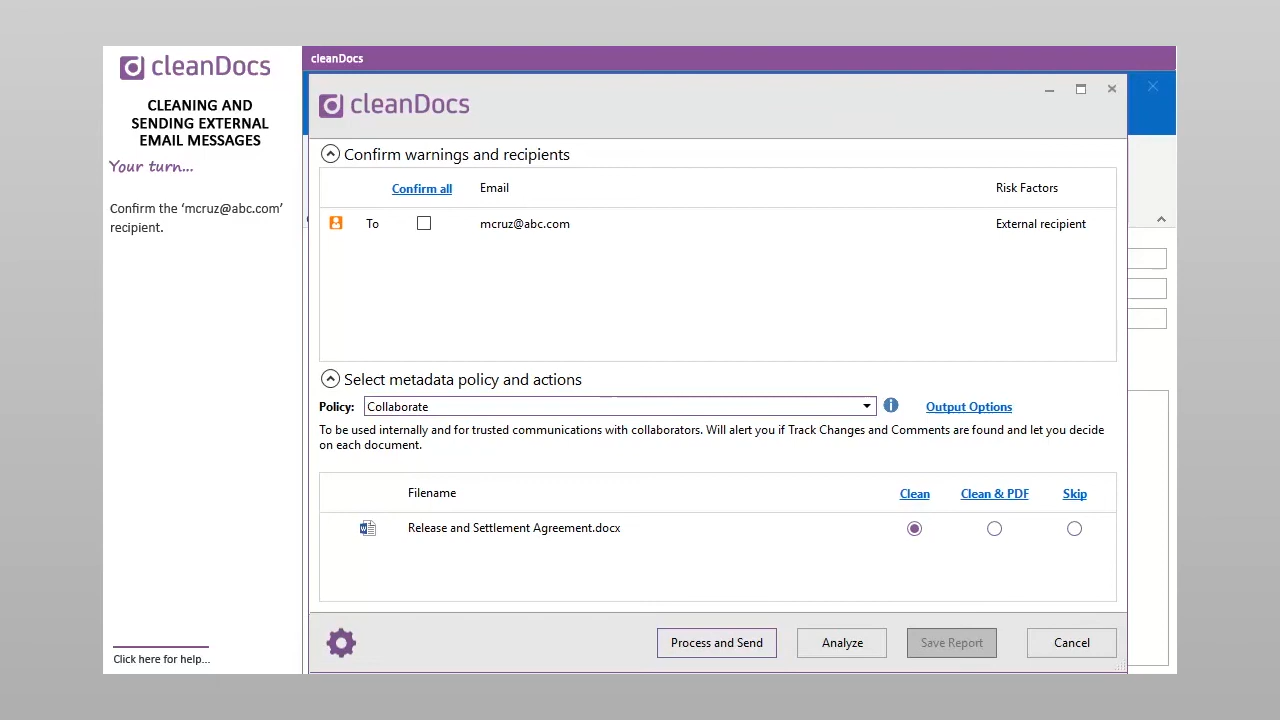 cleanDocs
CLEANING AND
SENDING EXTERNAL
EMAIL MESSAGES
Your turn...
Confirm the ‘mcruz@abc.com’
recipient.
Click here for help...
cleanDocs
cleanDocs
Confirm warnings and recipients
Confirm all Email Risk Factors
To mcruz@abc.com External recipient
Select metadata policy and actions
Policy: Collaborate Output Options
To be used internally and for trusted communications with collaborators. Will alert you if Track Changes and Comments are found and let you decide
on each document.
Filename Clean Clean & PDF Skip
Release and Settlement Agreement.docx
Process and Send Analyze Save Report Cancel